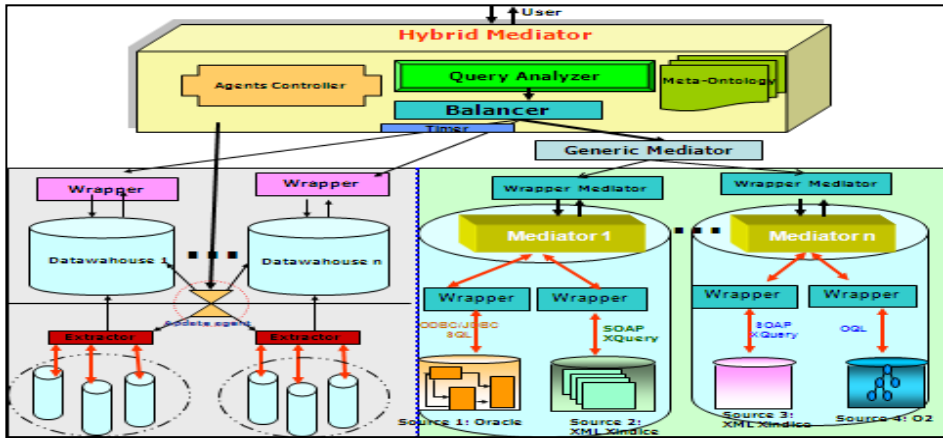 User
Hybrid Mediator
Agents Controller
Query Analyzer
Meta-Ontology
Balancer
Timer
Generic Mediator
Wrapper
Wrapper
Wrapper Mediator
Wrapper Mediator
Datawahouse 1
...
Datawahouse n
Mediator 1
...
Mediator n
Update agent
Extractor
Extractor
Wrapper
Wrapper
Wrapper
Wrapper
ODBC/JDBC
SQL
SOAP
XQuery
SOAP
XQuery
OQL
Source 1: Oracle
Source 2:
XML Xindice
Source 3:
XML Xindice
Source 4: O2